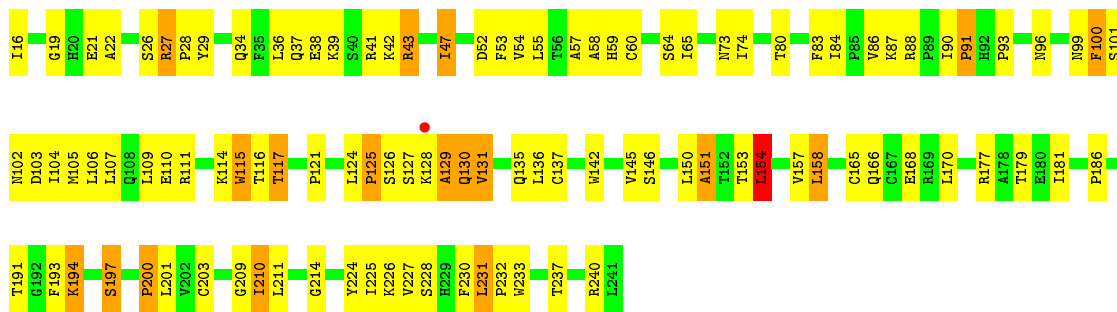 I16 G19 H20 E21 A22 S26 R27 P28 Y29 Q34 F35 L36 Q37 E38 K39 S40 R41 K42 R43 I47 D52 F53 V54 L55 T56 A57 A58 H59 C60 S64 I65 N73 I74 T80 F83 I84 P85 V86 K87 R88 P89 I90 P91 H92 P93 N96 N99 F100 S101
N102 D103 I104 M105 L106 L107 Q108 L109 E110 R111 K114 W115 T116 T117 P121 L124 P125 S126 S127 K128 A129 Q130 V131 Q135 L136 C137 W142 V145 S146 L150 A151 T152 T153 L154 V157 L158 C165 Q166 C167 E168 R169 L170 R177 A178 T179 E180 I181 P186
T191 G192 F193 K194 S197 P200 L201 V202 C203 G209 I210 L211 G214 Y224 I225 K226 V227 S228 H229 F230 L231 P232 W233 T237 R240 L241